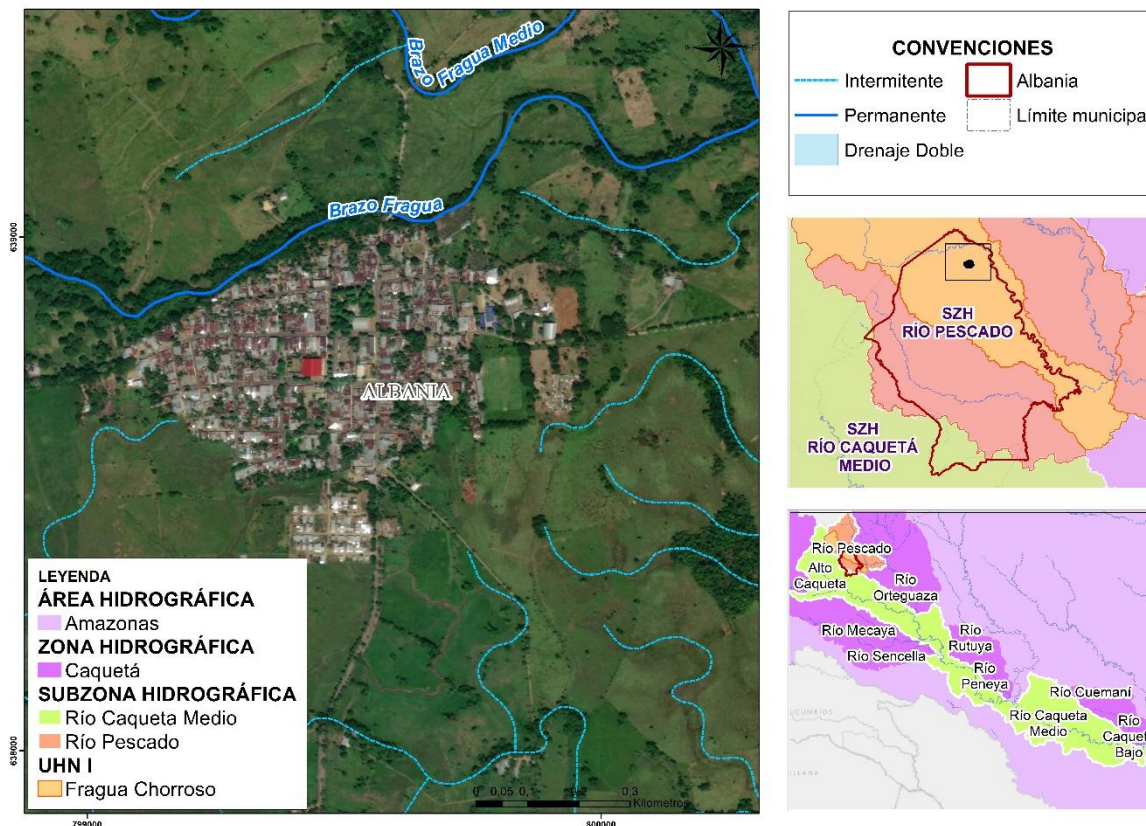 Brazo Fragua Medio
Brazo Fragua
ALBANIA
639000
638000
799000
800000
LEYENDA
ÁREA HIDROGRÁFICA
Amazonas
ZONA HIDROGRÁFICA
Caquetá
SUBZONA HIDROGRÁFICA
Río Caqueta Medio
Río Pescado
UHN I
Fragua Chorroso
0 0,05 0,1 0,2 0,3
Kilometros
CONVENCIONES
Intermitente
Albania
Permanente
Límite municipa
Drenaje Doble
SZH
RÍO PESCADO
SZH
RÍO CAQUETÁ
MEDIO
Río Pescado
Alto
Caqueta
Río
Orteguaza
Río Mecaya
Río
Rutuya
Río Sencella
Río
Peneya
Río Cuemaní
Río Caqueta
Medio
Río
Caquet
Bajo
UCUMBÍOS
LLANA